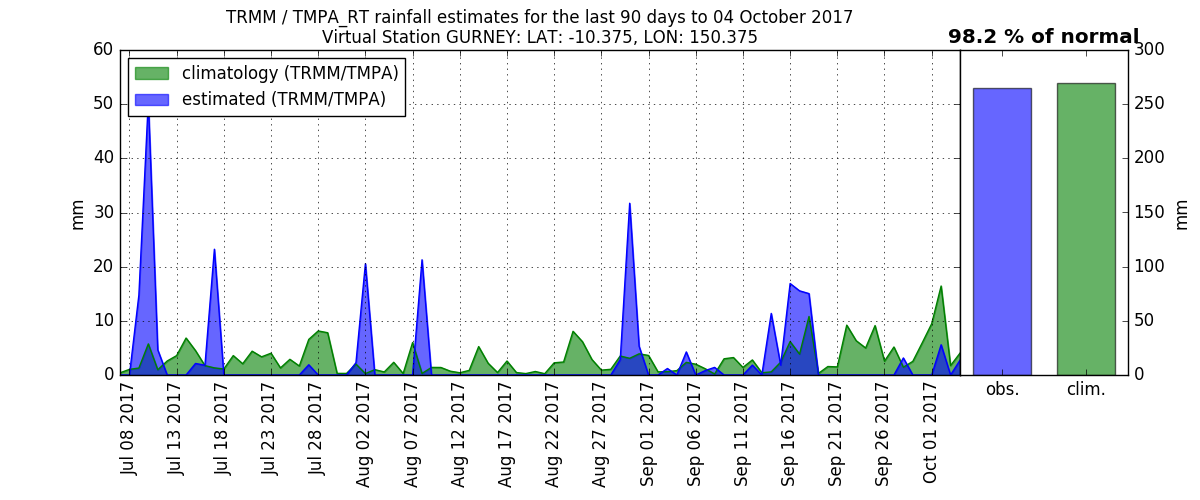 TRMM / TMPA_RT rainfall estimates for the last 90 days to 04 October 2017
Virtual Station GURNEY: LAT: -10.375, LON: 150.375
98.2 % of normal
climatology (TRMM/TMPA)
estimated (TRMM/TMPA)
60
50
40
30
20
10
0
mm
300
250
200
150
100
50
0
mm
Jul 08 2017
Jul 13 2017
Jul 18 2017
Jul 23 2017
Jul 28 2017
Aug 02 2017
Aug 07 2017
Aug 12 2017
Aug 17 2017
Aug 22 2017
Aug 27 2017
Sep 01 2017
Sep 06 2017
Sep 11 2017
Sep 16 2017
Sep 21 2017
Sep 26 2017
Oct 01 2017
obs.
clim.